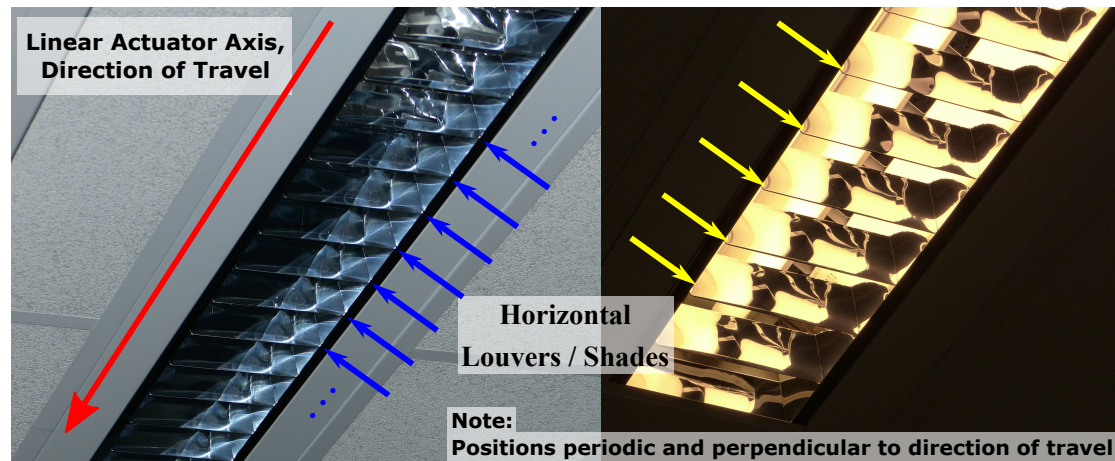 Linear Actuator Axis,
Direction of Travel
Horizontal
Louvers / Shades
Note:
Positions periodic and perpendicular to direction of travel